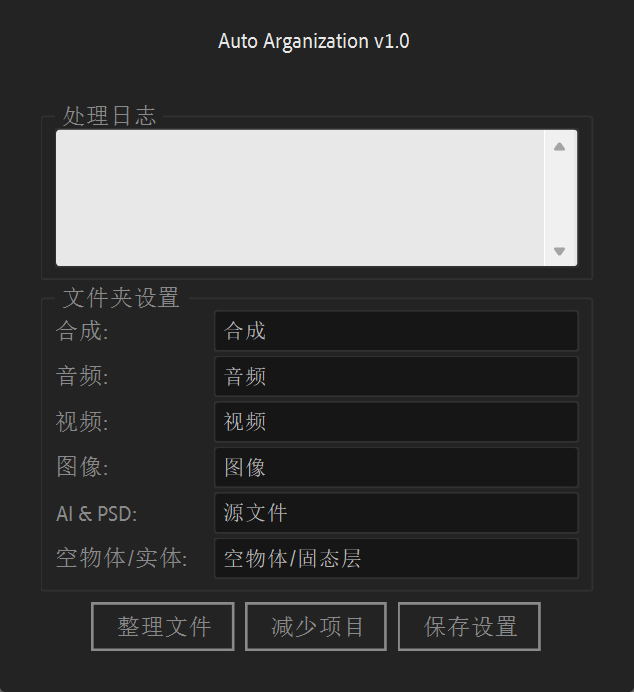 Auto Arganization v1.0
处理日志
文件夹设置
合成: 合成
音频: 音频
视频: 视频
图像: 图像
AI & PSD: 源文件
空物体/实体: 空物体/固态层
整理文件 减少项目 保存设置